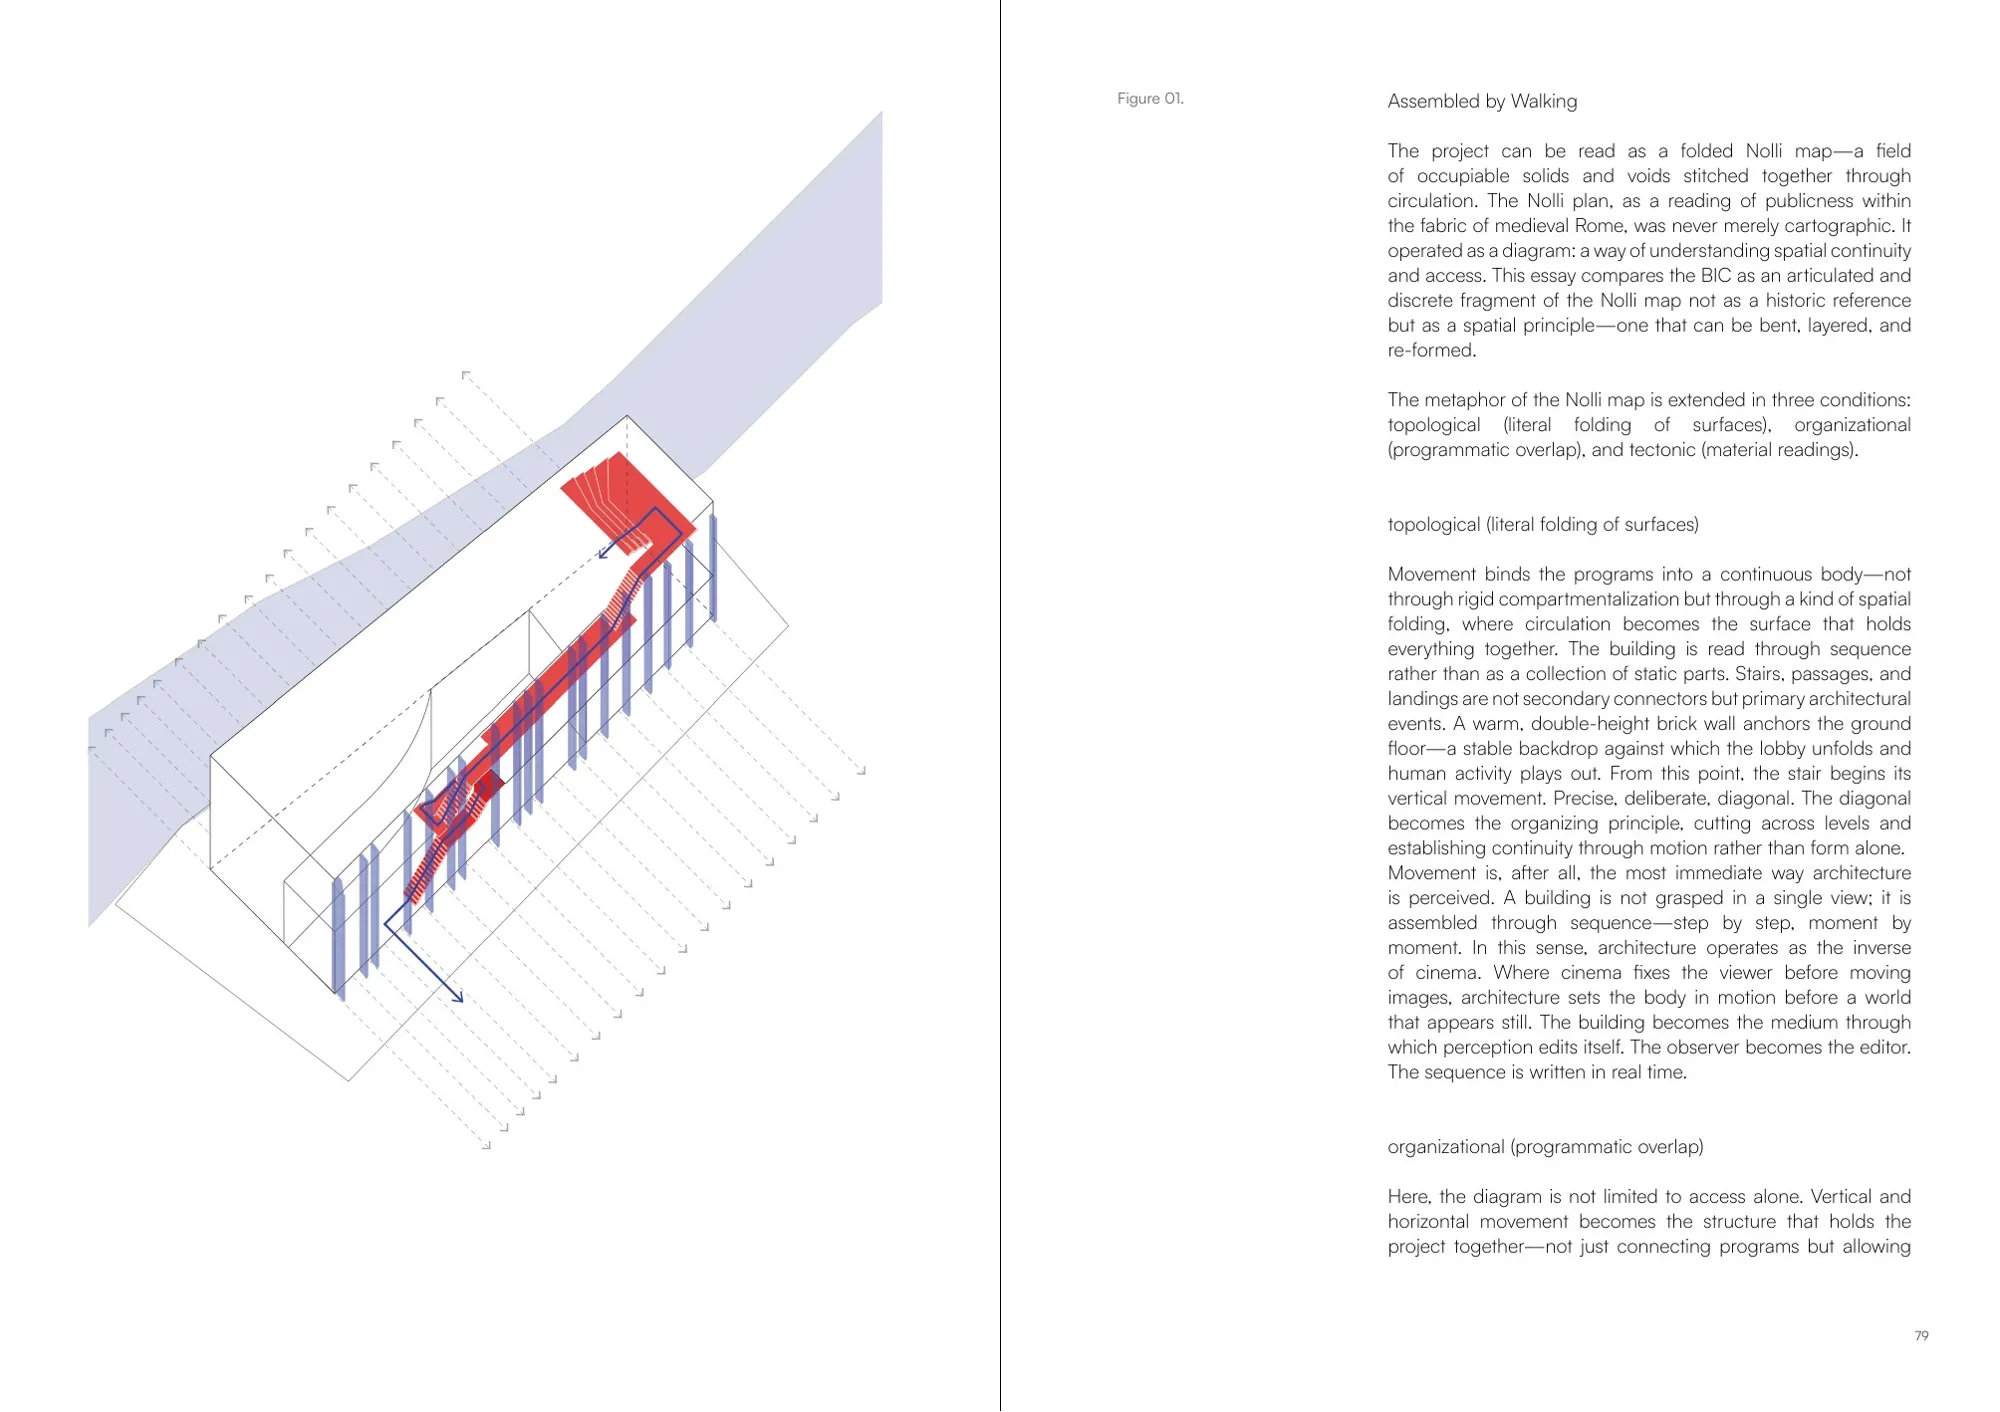 Figure 01.
Assembled by Walking
The project can be read as a folded Nolli map—a field
of occupiable solids and voids stitched together through
circulation. The Nolli plan, as a reading of publicness within
the fabric of medieval Rome, was never merely cartographic. It
operated as a diagram: a way of understanding spatial continuity
and access. This essay compares the BIC as an articulated and
discrete fragment of the Nolli map not as a historic reference
but as a spatial principle—one that can be bent, layered, and
re-formed.
The metaphor of the Nolli map is extended in three conditions:
topological (literal folding of surfaces), organizational
(programmatic overlap), and tectonic (material readings).
topological (literal folding of surfaces)
Movement binds the programs into a continuous body—not
through rigid compartmentalization but through a kind of spatial
folding, where circulation becomes the surface that holds
everything together. The building is read through sequence
rather than as a collection of static parts. Stairs, passages, and
landings are not secondary connectors but primary architectural
events. A warm, double-height brick wall anchors the ground
floor—a stable backdrop against which the lobby unfolds and
human activity plays out. From this point, the stair begins its
vertical movement. Precise, deliberate, diagonal. The diagonal
becomes the organizing principle, cutting across levels and
establishing continuity through motion rather than form alone.
Movement is, after all, the most immediate way architecture
is perceived. A building is not grasped in a single view; it is
assembled through sequence—step by step, moment by
moment. In this sense, architecture operates as the inverse
of cinema. Where cinema fixes the viewer before moving
images, architecture sets the body in motion before a world
that appears still. The building becomes the medium through
which perception edits itself. The observer becomes the editor.
The sequence is written in real time.
organizational (programmatic overlap)
Here, the diagram is not limited to access alone. Vertical and
horizontal movement becomes the structure that holds the
project together—not just connecting programs but allowing
79